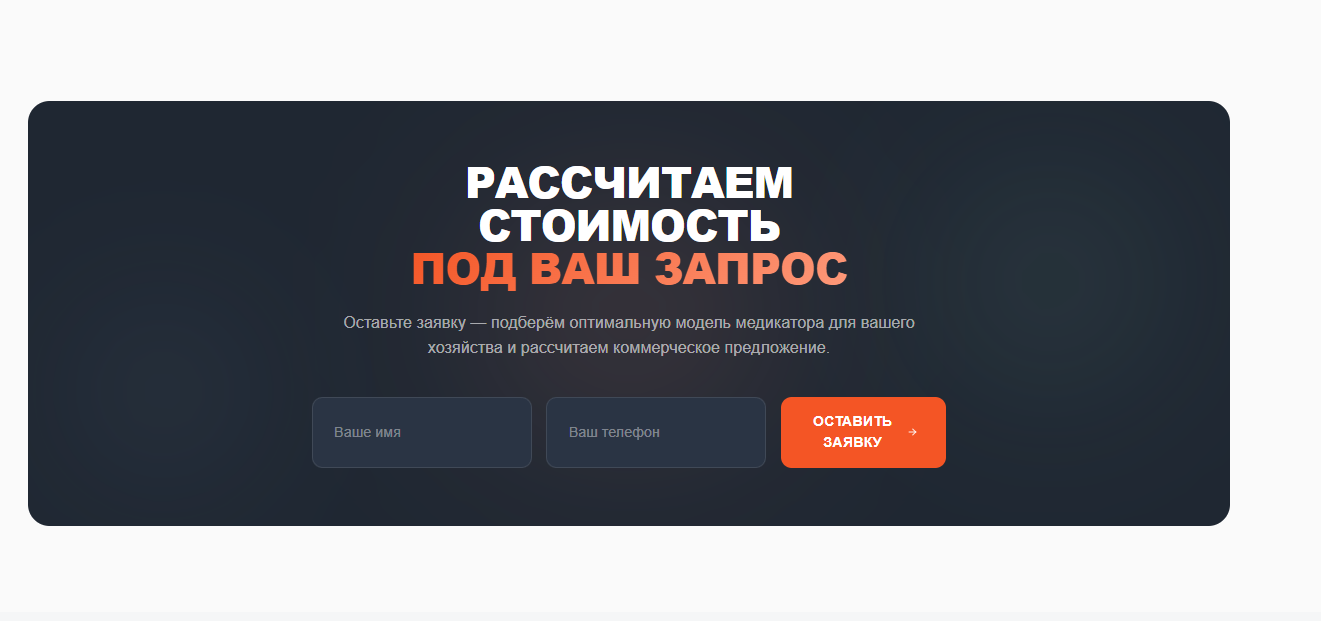 РАССЧИТАЕМ
СТОИМОСТЬ
ПОД ВАШ ЗАПРОС
Оставьте заявку — подберём оптимальную модель медикатора для вашего
хозяйства и рассчитаем коммерческое предложение.
Ваше имя
Ваш телефон
ОСТАВИТЬ
ЗАЯВКУ →